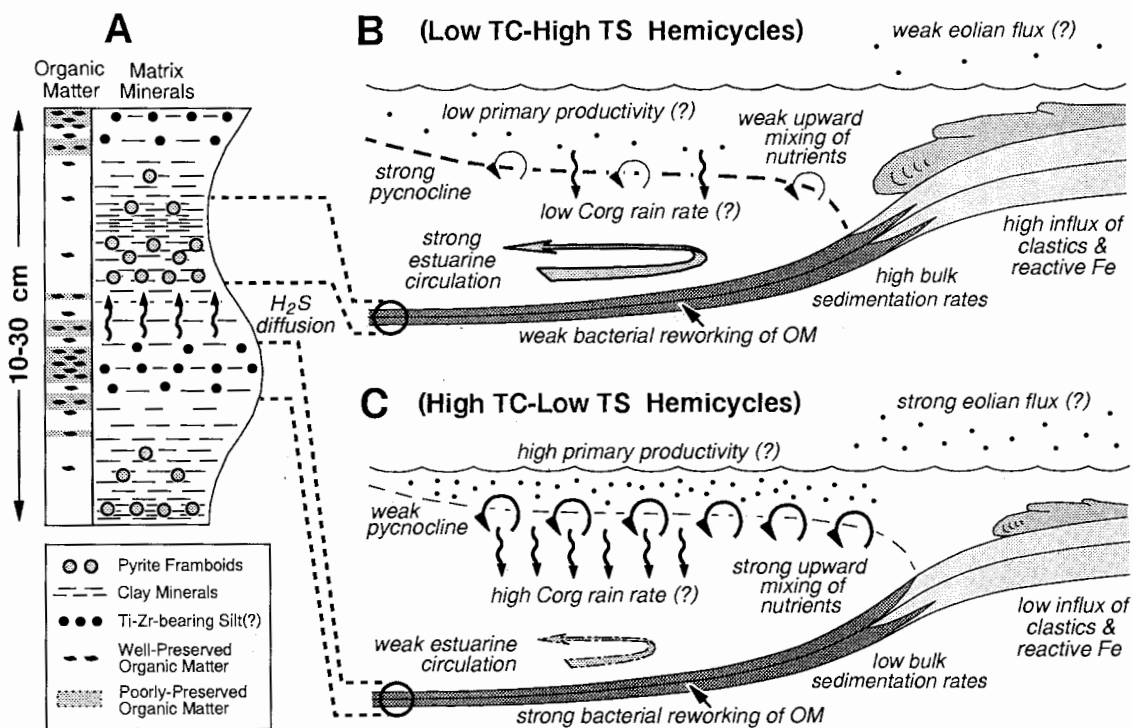 A
Organic
Matter
Matrix
Minerals
10-30 cm
H2S
diffusion
Pyrite Framboids
Clay Minerals
Ti-Zr-bearing Silt(?)
Well-Preserved
Organic Matter
Poorly-Preserved
Organic Matter
B (Low TC-High TS Hemicycles)
weak eolian flux (?)
low primary productivity (?)
weak upward
mixing of
nutrients
strong
pycnocline
low Corg rain rate (?)
strong
estuarine
circulation
high influx of
clastics &
reactive Fe
high bulk
sedimentation rates
weak bacterial reworking of OM
C (High TC-Low TS Hemicycles)
strong eolian flux (?)
high primary productivity (?)
weak
pycnocline
high Corg rain rate (?)
strong upward
mixing of
nutrients
weak estuarine
circulation
low influx of
clastics &
reactive Fe
low bulk
sedimentation rates
strong bacterial reworking of OM